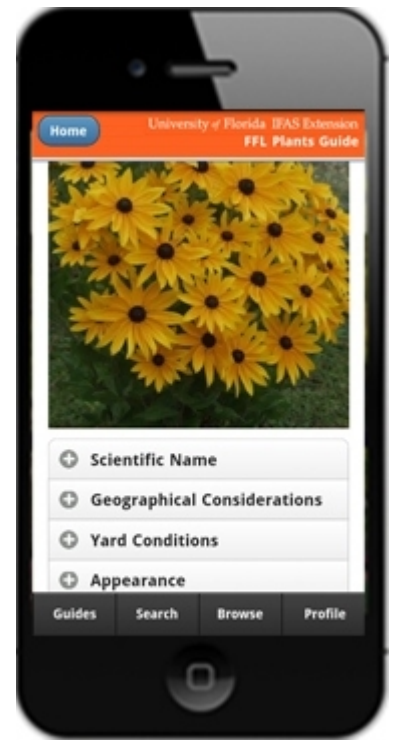 Home
University of Florida IFAS Extension
FFL Plants Guide
Scientific Name
Geographical Considerations
Yard Conditions
Appearance
Guides Search Browse Profile